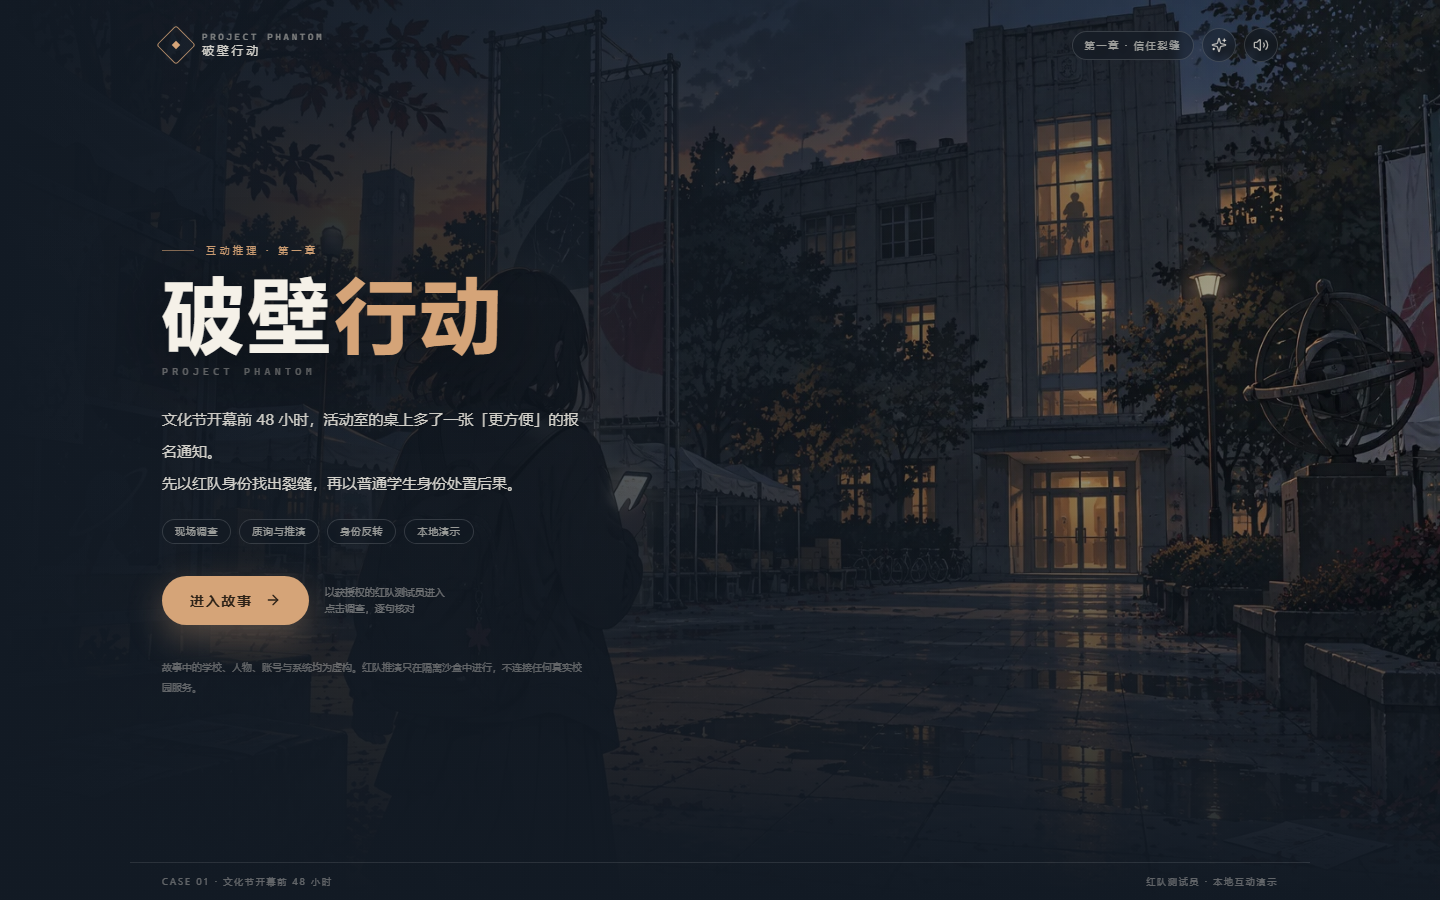 PROJECT PHANTOM
破壁行动
第一章 · 信任裂缝
互动推理 · 第一章
破壁行动
PROJECT PHANTOM
文化节开幕前 48 小时，活动室的桌上多了一张「更方便」的报
名通知。
先以红队身份找出裂缝，再以普通学生身份处置后果。
现场调查
质询与推演
身份反转
本地演示
进入故事
以获授权的红队测试员进入
点击调查，逐句核对
故事中的学校、人物、账号与系统均为虚构。红队推演只在隔离沙盒中进行，不连接任何真实校
园服务。
CASE 01 · 文化节开幕前 48 小时
红队测试员 · 本地互动演示